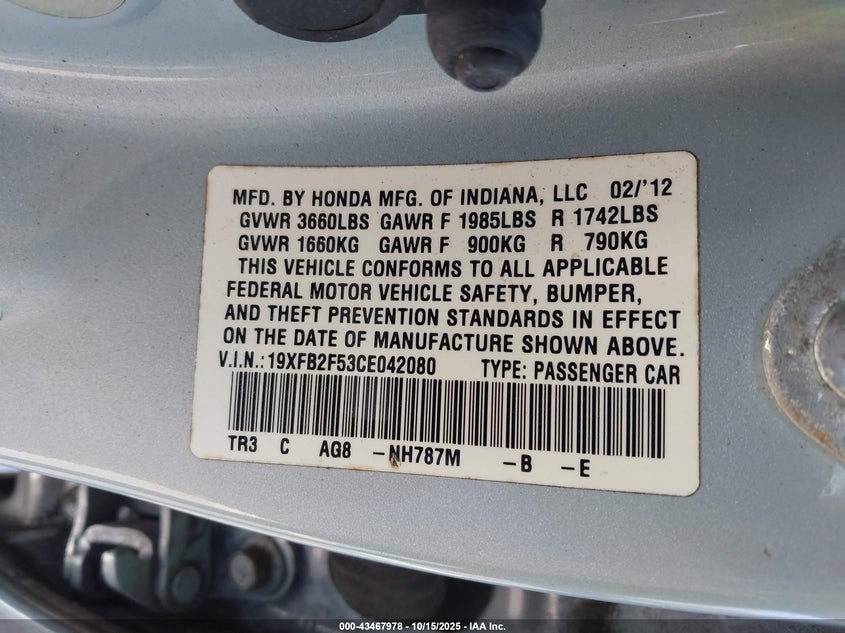 MFD. BY HONDA MFG. OF INDIANA, LLC 02/'12
GVWR 3660LBS GAWR F 1985LBS R 1742LBS
GVWR 1660KG GAWR F 900KG R 790KG
THIS VEHICLE CONFORMS TO ALL APPLICABLE
FEDERAL MOTOR VEHICLE SAFETY, BUMPER,
AND THEFT PREVENTION STANDARDS IN EFFECT
ON THE DATE OF MANUFACTURE SHOWN ABOVE.
V.I.N.:19XFB2F53CE042080 TYPE: PASSENGER CAR
TR3 C AG8 -NH787M -B -E
000-43467978 - 10/15/2025 - IAA Inc.